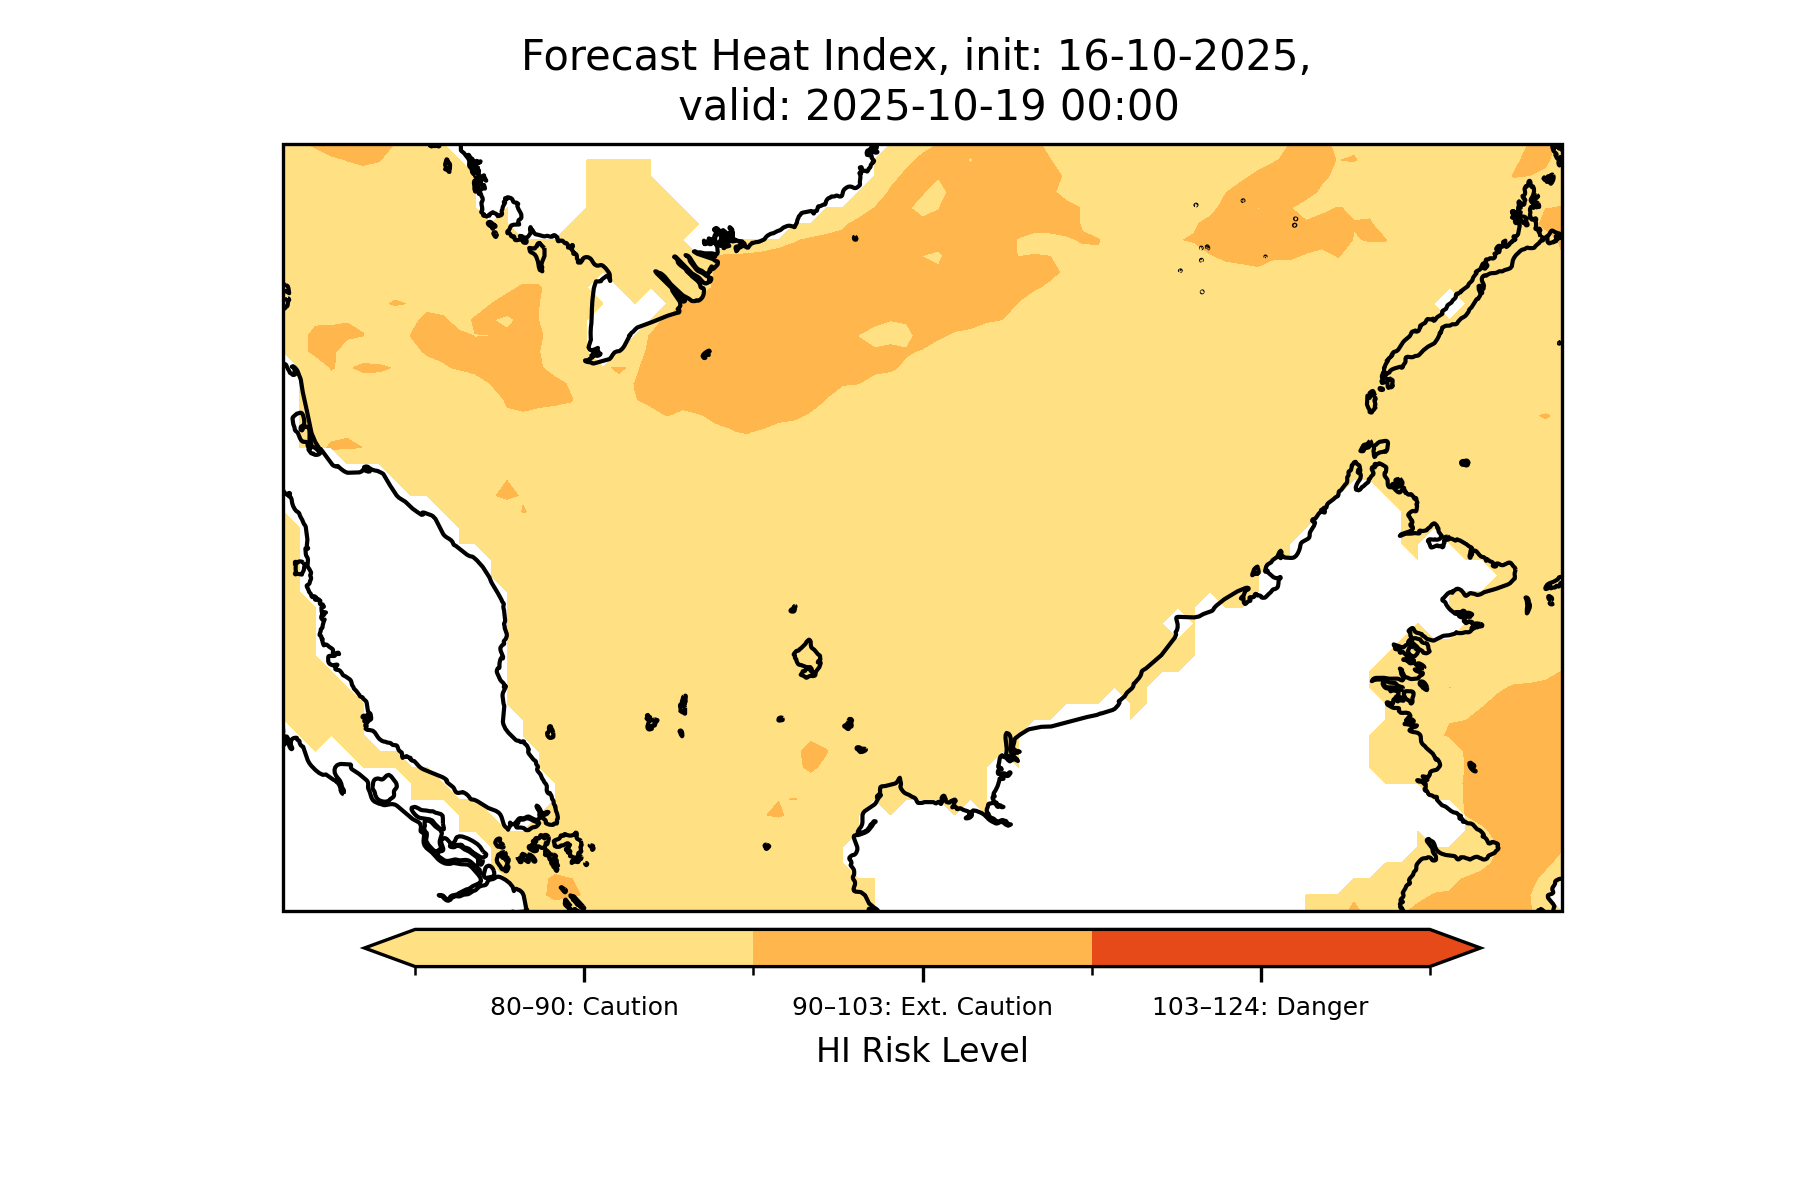 Forecast Heat Index, init: 16-10-2025,
valid: 2025-10-19 00:00
80–90: Caution
90–103: Ext. Caution
103–124: Danger
HI Risk Level